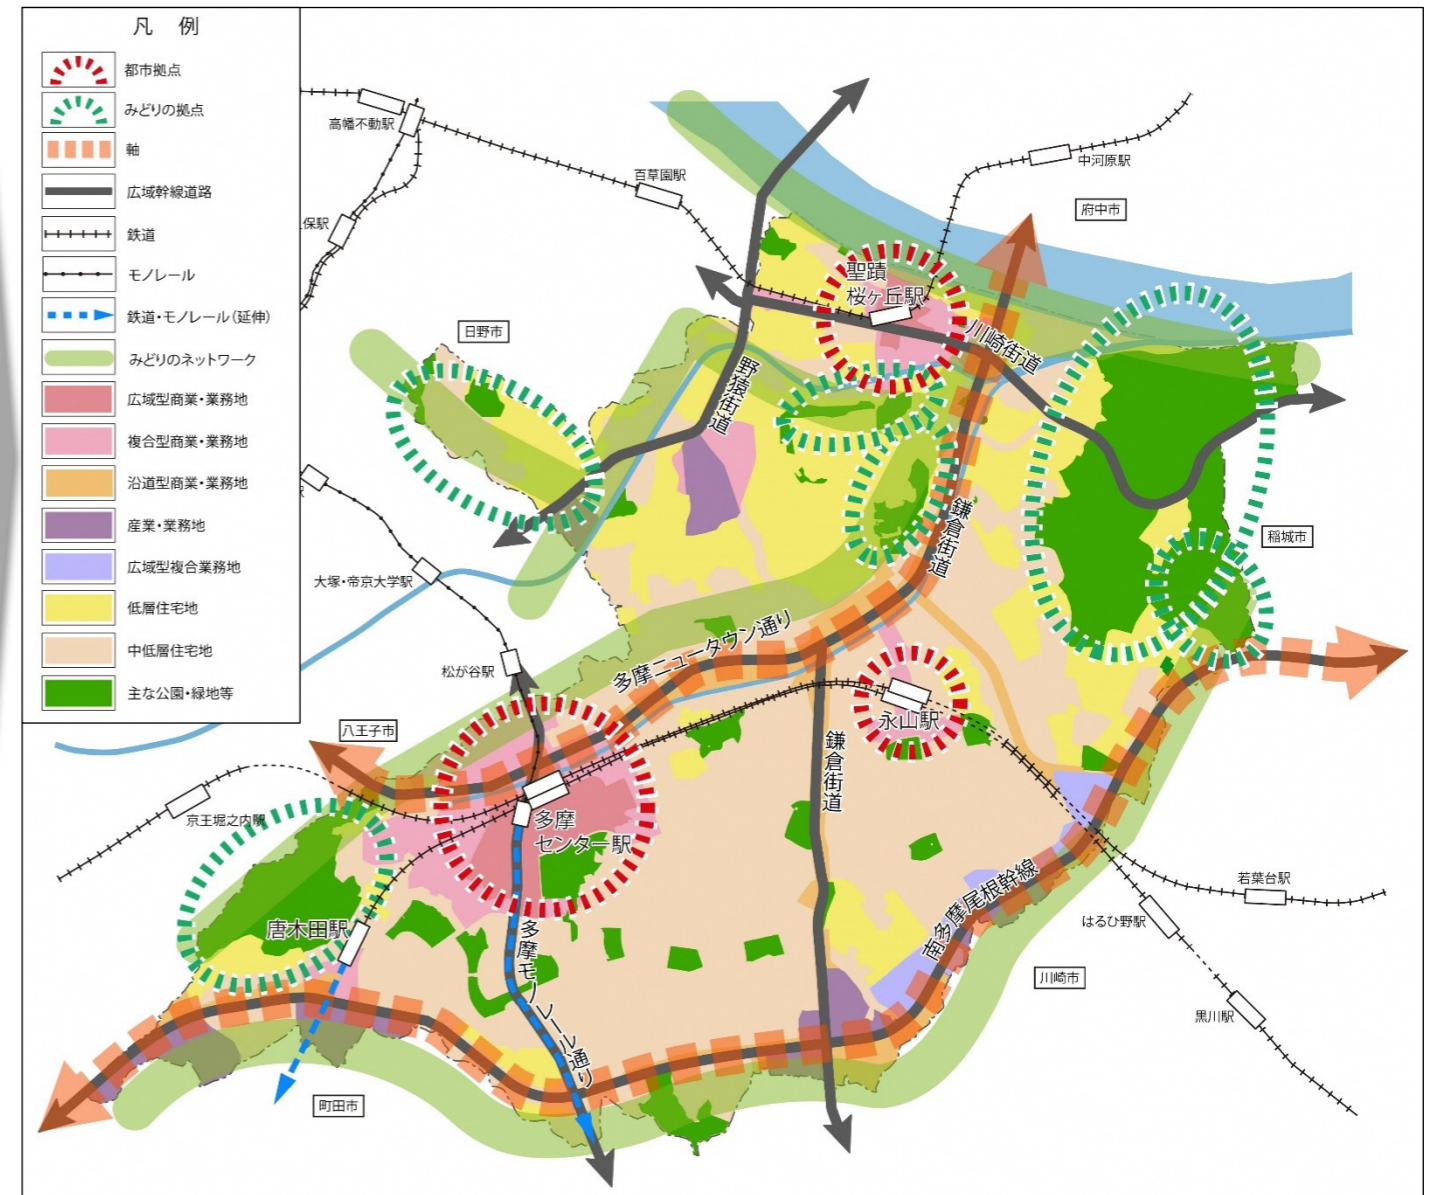 凡 例
都市拠点
みどりの拠点
軸
広域幹線道路
鉄道
モノレール
鉄道・モノレール(延伸)
みどりのネットワーク
広域型商業・業務地
複合型商業・業務地
沿道型商業・業務地
産業・業務地
広域型複合業務地
低層住宅地
中低層住宅地
主な公園・緑地等
高幡不動駅
百草園駅
中河原駅
府中市
保駅
聖蹟
桜ヶ丘駅
川崎街道
日野市
野猿街道
鎌倉街道
稲城市
駅
大塚・帝京大学駅
松が谷駅
多摩ニュータウン通り
八王子市
永山駅
鎌倉街道
京王堀之内駅
多摩
センター駅
唐木田駅
多摩モノレール通り
南多摩尾根幹線
若葉台駅
はるひ野駅
川崎市
黒川駅
町田市